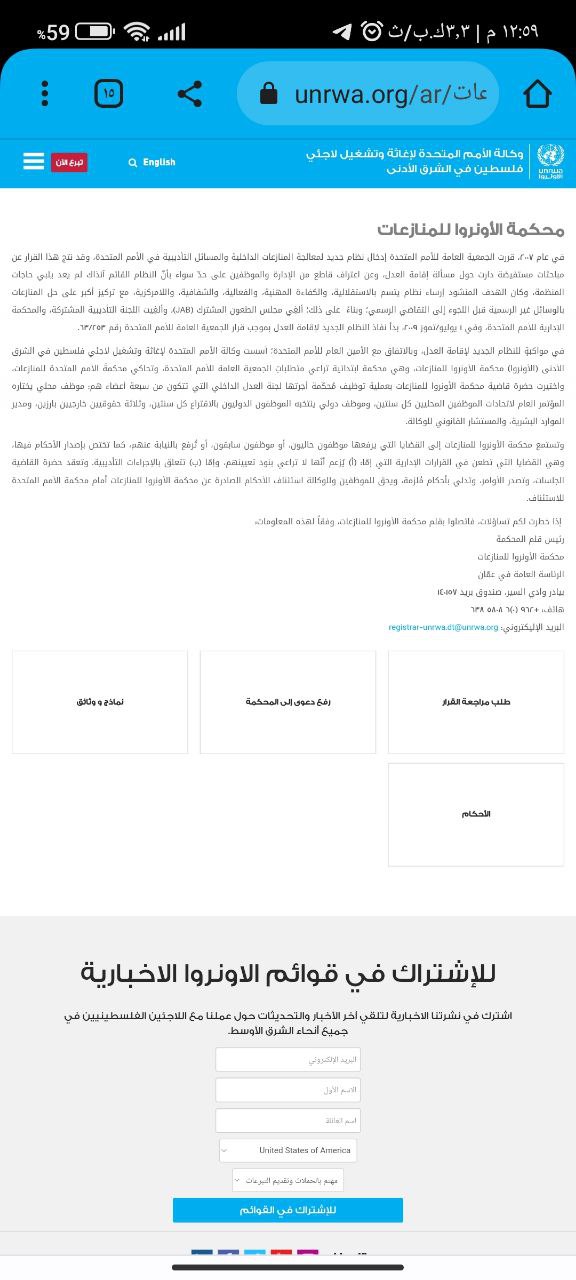 ١٢:٥٩ م | ٣٫٣ك.ب/ث
%59
unrwa.org/ar/عات
١٥
وكالة الأمم المتحدة لإغاثة وتشغيل لاجئي
فلسطين في الشرق الأدنى
unrwa
الأونروا
English
تبرع الآن
محكمة الأونروا للمنازعات
في عام ٢٠٠٧، قررت الجمعية العامة للأمم المتحدة إدخال نظام جديد لمعالجة المنازعات الداخلية والمسائل التأديبية في الأمم المتحدة، وقد نتج هذا القرار عن
مباحثات مستفيضة دارت حول مسألة إقامة العدل، وعن اعتراف قاطع من الإدارة والموظفين على حدّ سواء بأنّ النظام القائم آنذاك لم يعد يلبي حاجات
المنظمة، وكان الهدف المنشود إرساء نظام يتسم بالاستقلالية، والكفاءة المهنية، والفعالية، والشفافية، واللامركزية، مع تركيز أكبر على حل المنازعات
بالوسائل غير الرسمية قبل اللجوء إلى التقاضي الرسمي؛ وبناءً على ذلك؛ ألغي مجلس الطعون المشترك (JAB)، وألغيت اللجنة التأديبية المشتركة، والمحكمة
الإدارية للأمم المتحدة، وفي ١ يوليو/تموز ٢٠٠٩، بدأ نفاذ النظام الجديد لاقامة العدل بموجب قرار الجمعية العامة للامم المتحدة رقم ٦٣/٢٥٣.
في مواكبةٍ للنظام الجديد لإقامة العدل، وبالاتفاق مع الأمين العام للأمم المتحدة؛ اسست وكالة الأمم المتحدة لإغاثة وتشغيل لاجئي فلسطين في الشرق
الأدنى (الأونروا) محكمة الأونروا للمنازعات، وهي محكمة ابتدائية تراعي متطلبات الجمعية العامة للأمم المتحدة، وتحاكي محكمة الامم المتحدة للمنازعات،
واختيرت حضرة قاضية محكمة الأونروا للمنازعات بعملية توظيف مُحكمة أجرتها لجنة العدل الداخلي التي تتكون من سبعة أعضاء هم: موظف محلي يختاره
المؤتمر العام لاتحادات الموظفين المحليين كل سنتين، وموظف دولي ينتخبه الموظفون الدوليون بالاقتراع كل سنتين، وثلاثة حقوقيين خارجيين بارزين، ومدير
الموارد البشرية، والمستشار القانوني للوكالة.
وتستمع محكمة الأونروا للمنازعات إلى القضايا التي يرفعها موظفون حاليون، أو موظفون سابقون، أو تُرفع بالنيابة عنهم، كما تختص بإصدار الأحكام فيها،
وهي القضايا التي تطعن في القرارات الإدارية التي إمّا: (أ) يُزعم أنّها لا تراعي بنود تعيينهم، وإمّا (ب) تتعلق بالإجراءات التأديبية. وتعقد حضرة القاضية
الجلسات، وتصدر الأوامر، وتدلي بأحكام مُلزمة، ويحق للموظفين وللوكالة استئناف الأحكام الصادرة عن محكمة الأونروا للمنازعات أمام محكمة الامم المتحدة
للاستئناف.
إذا خطرت لكم تساؤلات، فاتصلوا بقلم محكمة الأونروا للمنازعات، وفقاً لهذه المعلومات:
رئيس قلم المحكمة
محكمة الأونروا للمنازعات
الرئاسة العامة في عمّان
بيادر وادي السير، صندوق بريد ١٤٠١٥٧
هاتف: +٩٦٢ (٠)٦ ٥٨٠٨ ٦٣٨
البريد الإليكتروني: registrar-unrwa.dt@unrwa.org
طلب مراجعة القرار
رفع دعوى إلى المحكمة
نماذج و وثائق
الأحكام
للإشتراك في قوائم الاونروا الاخبارية
اشترك في نشرتنا الاخبارية لتلقي آخر الأخبار والتحديثات حول عملنا مع اللاجئين الفلسطينيين في
جميع أنحاء الشرق الأوسط.
البريد الإلكتروني
الاسم الأول
اسم العائلة
United States of America
مهتم بالحملات وتقديم التبرعات
للإشتراك في القوائم